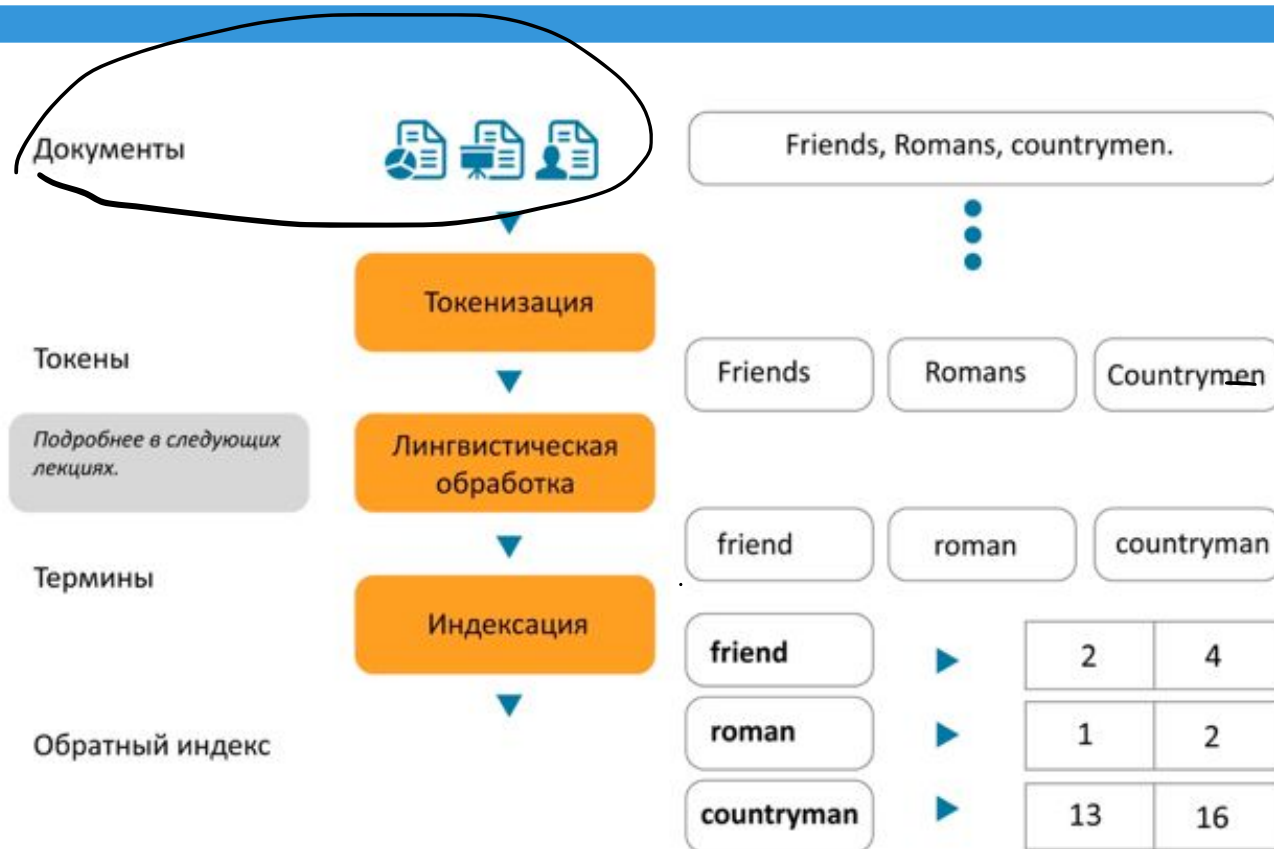 Документы
Friends, Romans, countrymen.
Токенизация
Токены
Friends
Romans
Countrymen
Подробнее в следующих
лекциях.
Лингвистическая
обработка
friend
roman
countryman
Термины
Индексация
friend
2
4
roman
1
2
Обратный индекс
countryman
13
16